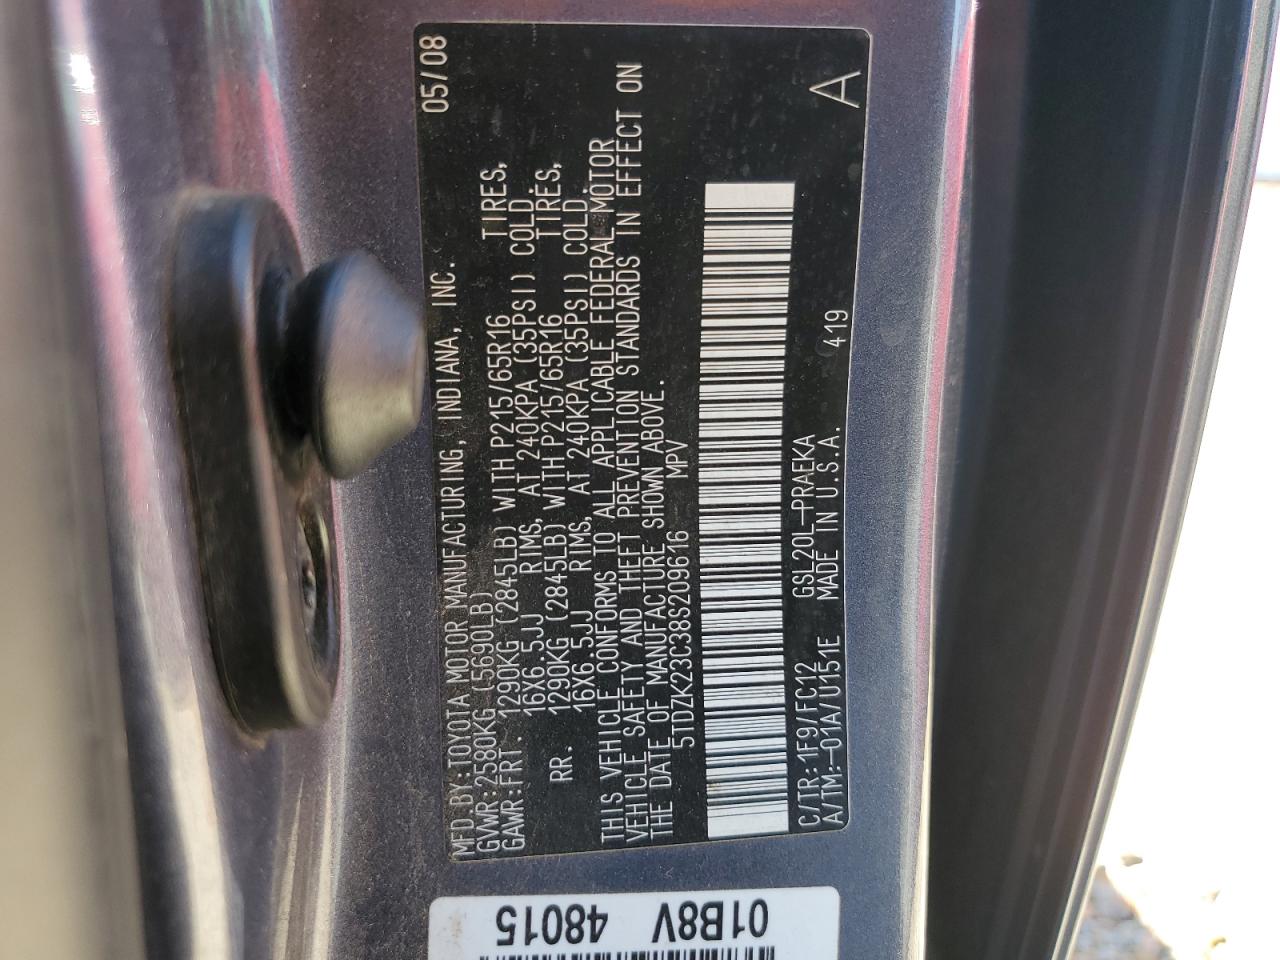 MFD.BY:TOYOTA MOTOR MANUFACTURING, INDIANA, INC. 05/08
GVWR:2580KG (5690LB)
GAWR:FRT. 1290KG (2845LB) WITH P215/65R16 TIRES,
16X6.5JJ RIMS, AT 240KPA (35PSI) COLD.
RR. 1290KG (2845LB) WITH P215/65R16 TIRES,
16X6.5JJ RIMS, AT 240KPA (35PSI) COLD.
THIS VEHICLE CONFORMS TO ALL APPLICABLE FEDERAL MOTOR
VEHICLE SAFETY AND THEFT PREVENTION STANDARDS IN EFFECT ON
THE DATE OF MANUFACTURE SHOWN ABOVE.
5TDZK23C38S209616 MPV
C/TR:1F9/FC12 GSL20L-PRAEKA
A/TM:-01A/U151E MADE IN U.S.A. 419 A
01B8V
48015